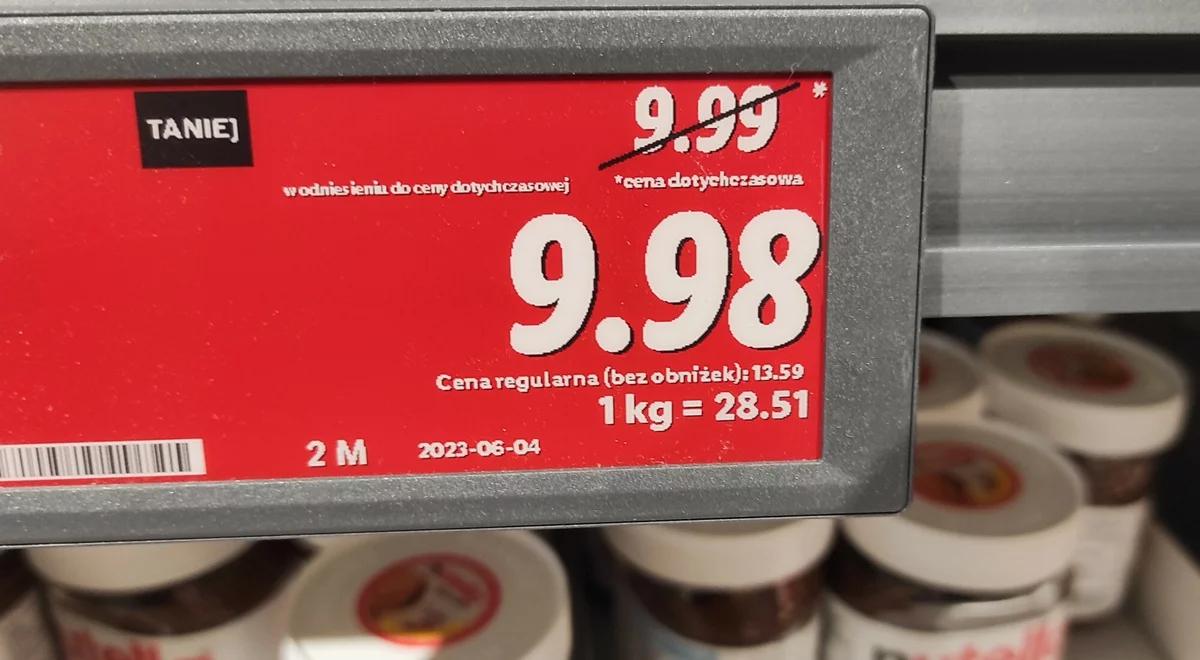 TANIEJ
9.99 *
w odniesieniu do ceny dotychczasowej
*cena dotychczasowa
9.98
Cena regularna (bez obniżek): 13.59
1 kg = 28.51
2 M 2023-06-04
nutella